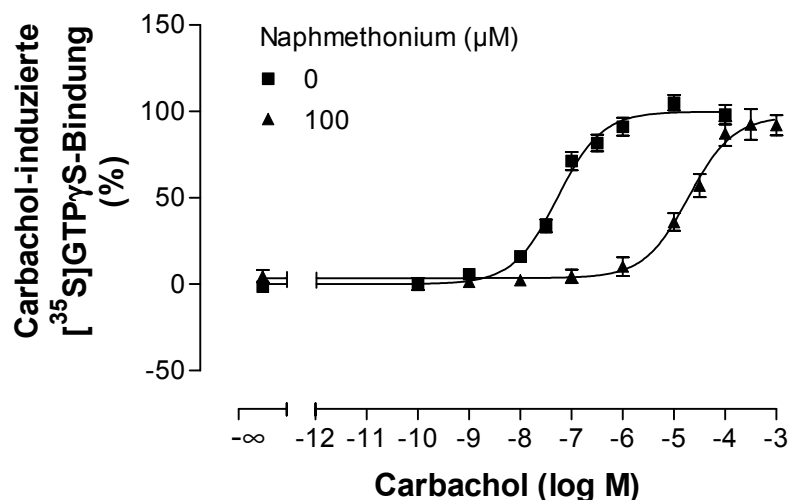 Carbachol-induzierte
[³⁵S]GTPγS-Bindung
(%)
150
100
50
0
-50
Naphmethonium (µM)
0
100
-∞ -12 -11 -10 -9 -8 -7 -6 -5 -4 -3
Carbachol (log M)